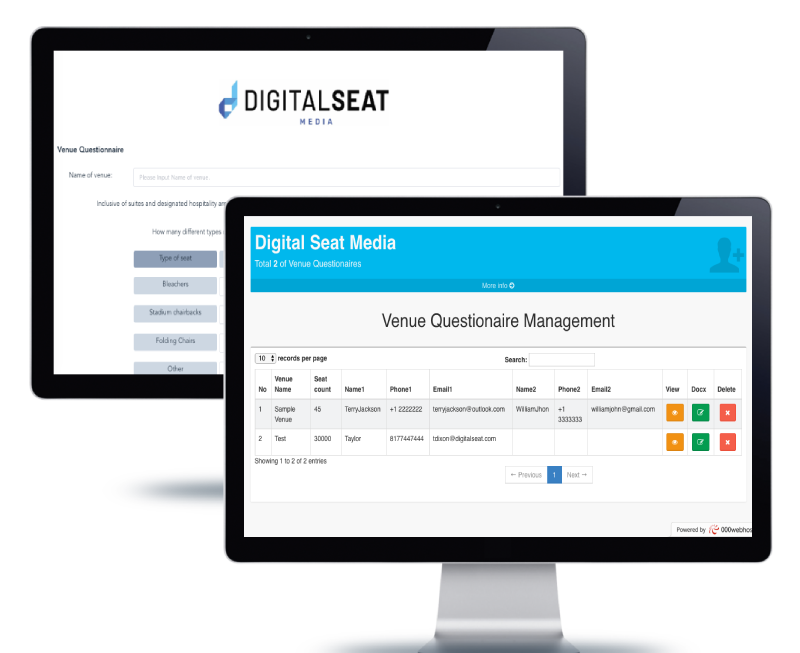 DIGITALSEAT
MEDIA
Venue Questionnaire
Name of venue:
Please Input Name of venue
Inclusive of suites and designated hospitality
How many different types
Type of seat
Bleachers
Stadium chairbacks
Folding Chairs
Other
Digital Seat Media
Total 2 of Venue Questionaires
More info
Venue Questionaire Management
10 records per page
Search:
No Venue Name Seat count Name1 Phone1 Email1 Name2 Phone2 Email2 View Docx Delete
1 Sample Venue 45 TerryJackson +1 2222222 terryjackson@outlook.com WilliamJhon +1 3333333 williamjohn@gmail.com
2 Test 30000 Taylor 8177447444 tdixon@digitalseat.com
Showing 1 to 2 of 2 entries
← Previous 1 Next →
Powered by 000webhos